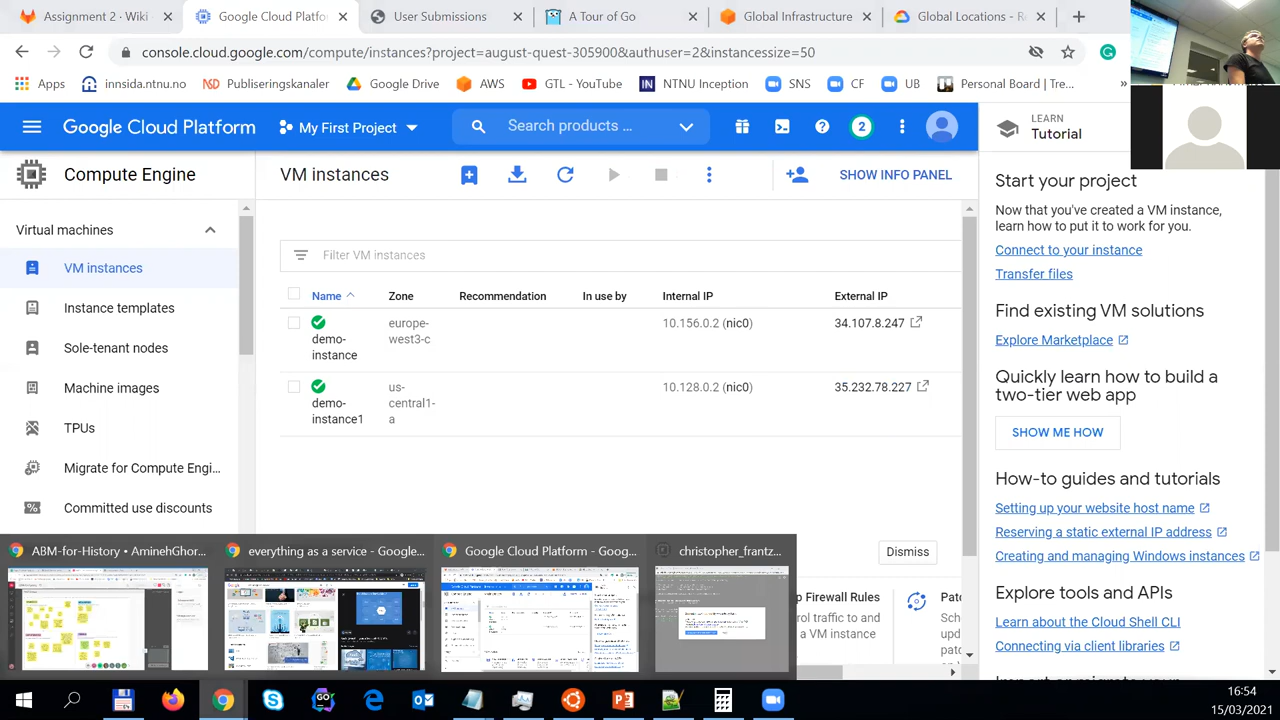 Assignment 2 - Wiki
Google Cloud Platfo
User Submissions
A Tour of Go
Global Infrastructure
Global Locations - R
console.cloud.google.com/compute/instances?project=august-quest-305900&authuser=2&instancessize=50
Apps
innsida.ntnu.no
Publiseringskanaler
Google D
AWS
GTL - YouTube
NTNU Inception
SNS
CF
UB
Personal Board | Tre...
»
Google Cloud Platform
My First Project
Search products ...
2
LEARN
Tutorial
Compute Engine
VM instances
SHOW INFO PANEL
Virtual machines
VM instances
Instance templates
Sole-tenant nodes
Machine images
TPUs
Migrate for Compute Engi...
Committed use discounts
Filter VM instances
Name
Zone
Recommendation
In use by
Internal IP
External IP
demo-
instance
europe-
west3-c
10.156.0.2 (nic0)
34.107.8.247
demo-
instance1
us-
central1-
a
10.128.0.2 (nic0)
35.232.78.227
Start your project
Now that you've created a VM instance,
learn how to put it to work for you.
Connect to your instance
Transfer files
Find existing VM solutions
Explore Marketplace
Quickly learn how to build a
two-tier web app
SHOW ME HOW
How-to guides and tutorials
Setting up your website host name
Reserving a static external IP address
Creating and managing Windows instances
Explore tools and APIs
Learn about the Cloud Shell CLI
Connecting via client libraries
ABM-for-History • AminehGhor...
everything as a service - Google...
Google Cloud Platform - Goog...
christopher_frantz...
Dismiss
p Firewall Rules
rol traffic to and
a VM instance
Patc
upd
patc
16:54
15/03/2021